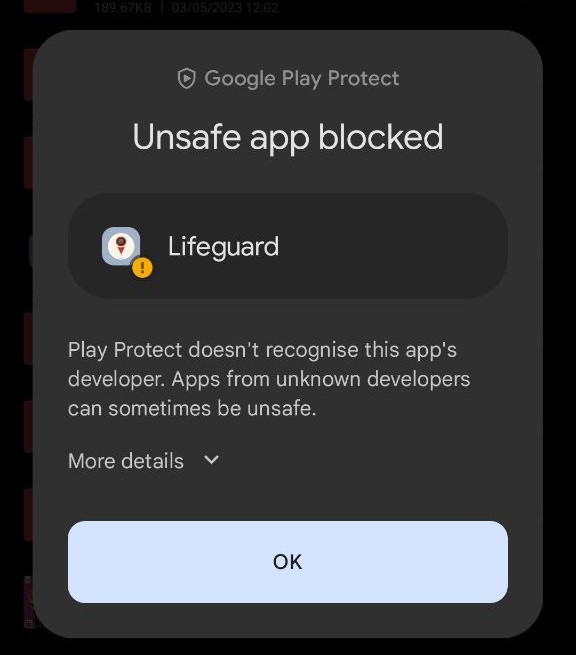 189.67KB | 03/05/2023 12:02
Google Play Protect
Unsafe app blocked
Lifeguard
Play Protect doesn't recognise this app's
developer. Apps from unknown developers
can sometimes be unsafe.
More details
OK